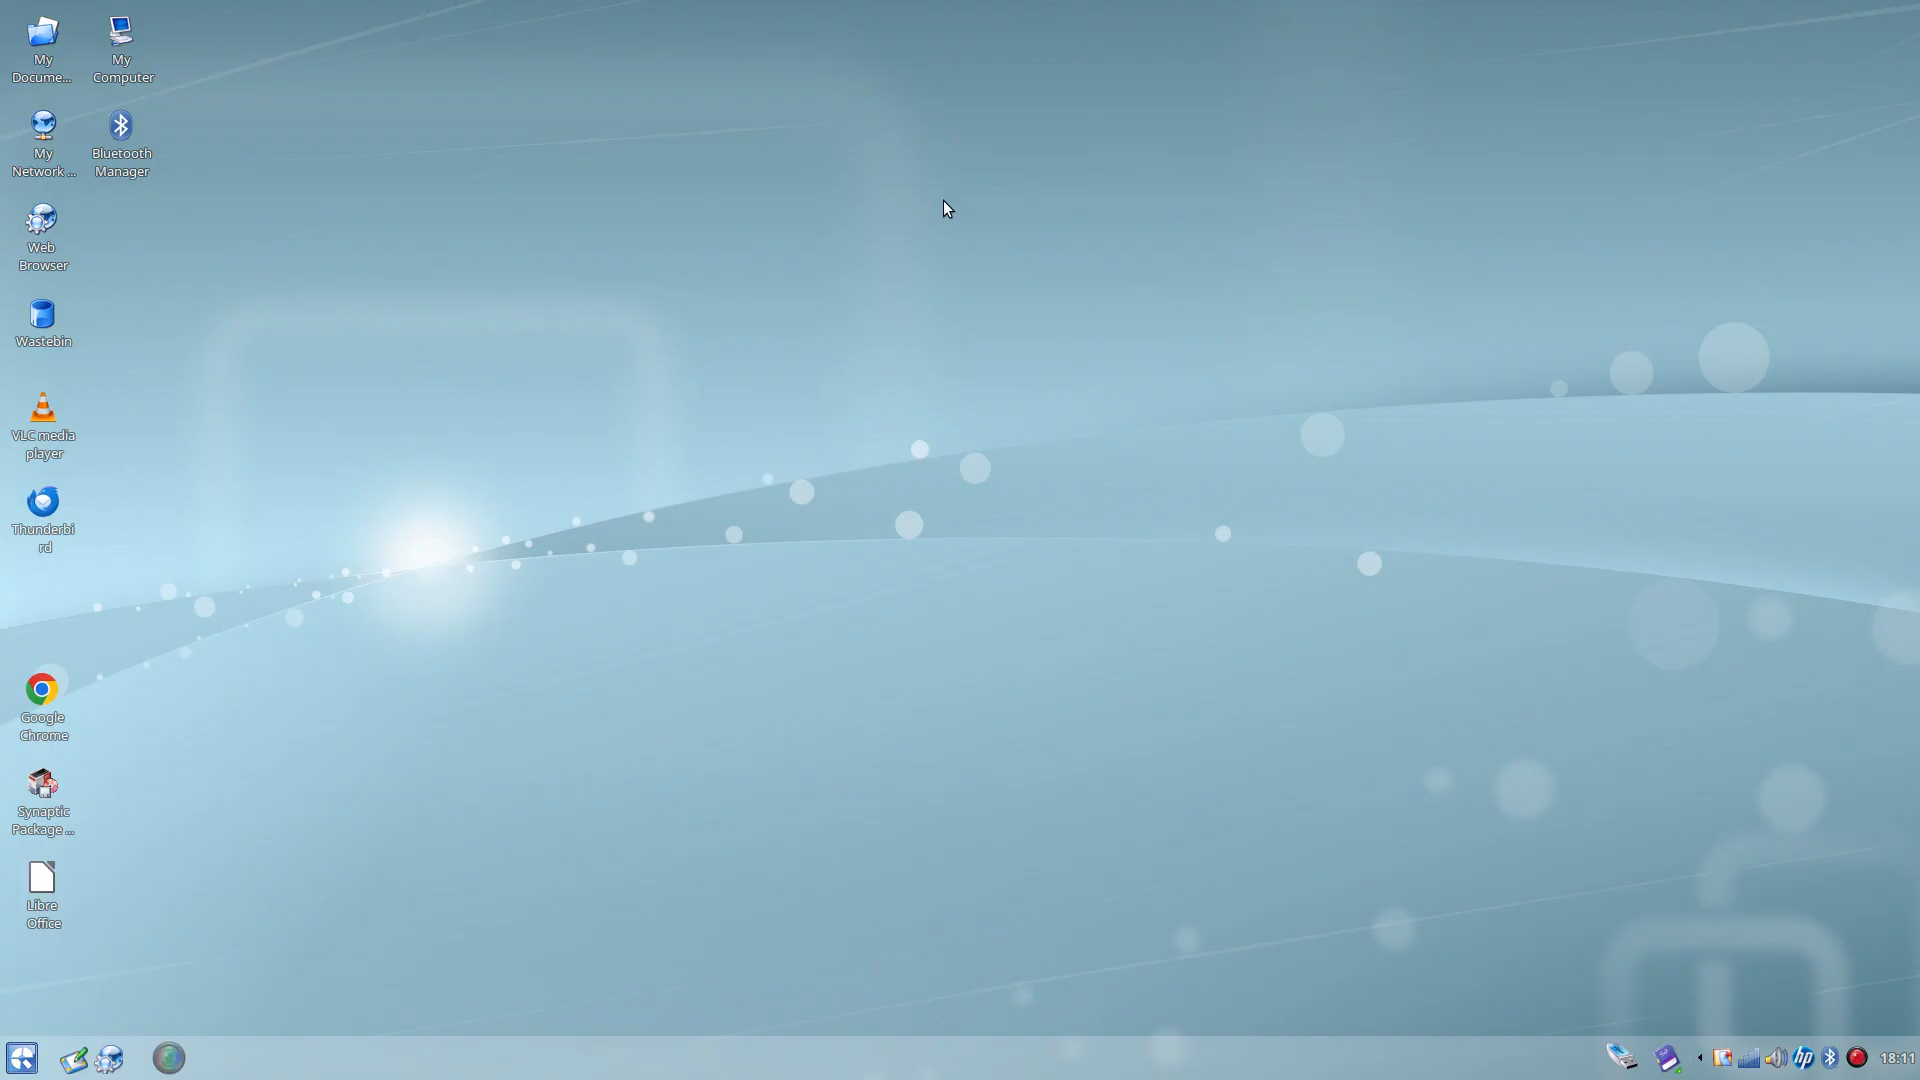 My
Docume...
My
Computer
My
Network ...
Bluetooth
Manager
Web
Browser
Wastebin
VLC media
player
Thunderbi
rd
Google
Chrome
Synaptic
Package ...
Libre
Office
hp
18:11